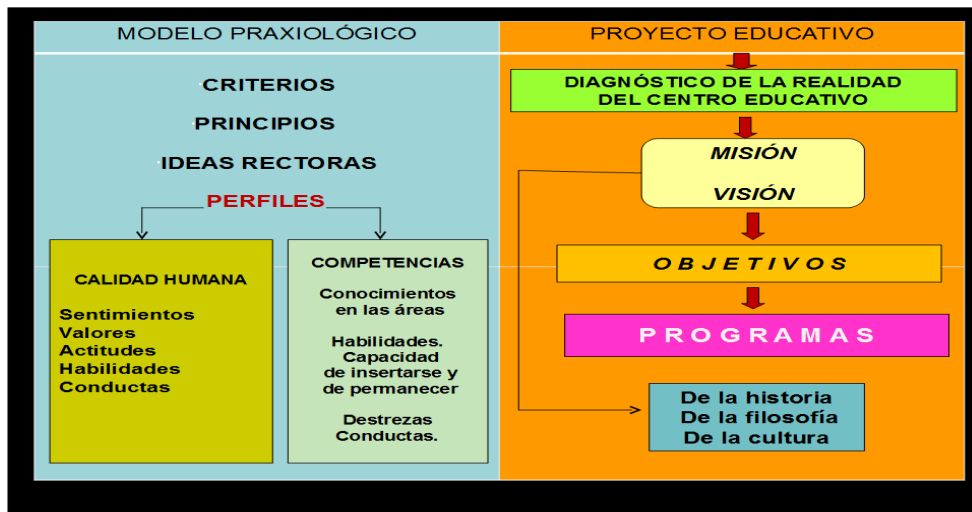 MODELO PRAXIOLÓGICO
CRITERIOS
PRINCIPIOS
IDEAS RECTORAS
PERFILES
CALIDAD HUMANA
Sentimientos
Valores
Actitudes
Habilidades
Conductas
COMPETENCIAS
Conocimientos
en las áreas
Habilidades.
Capacidad
de insertarse y
de permanecer
Destrezas
Conductas.
PROYECTO EDUCATIVO
DIAGNÓSTICO DE LA REALIDAD
DEL CENTRO EDUCATIVO
MISIÓN
VISIÓN
OBJETIVOS
PROGRAMAS
De la historia
De la filosofía
De la cultura